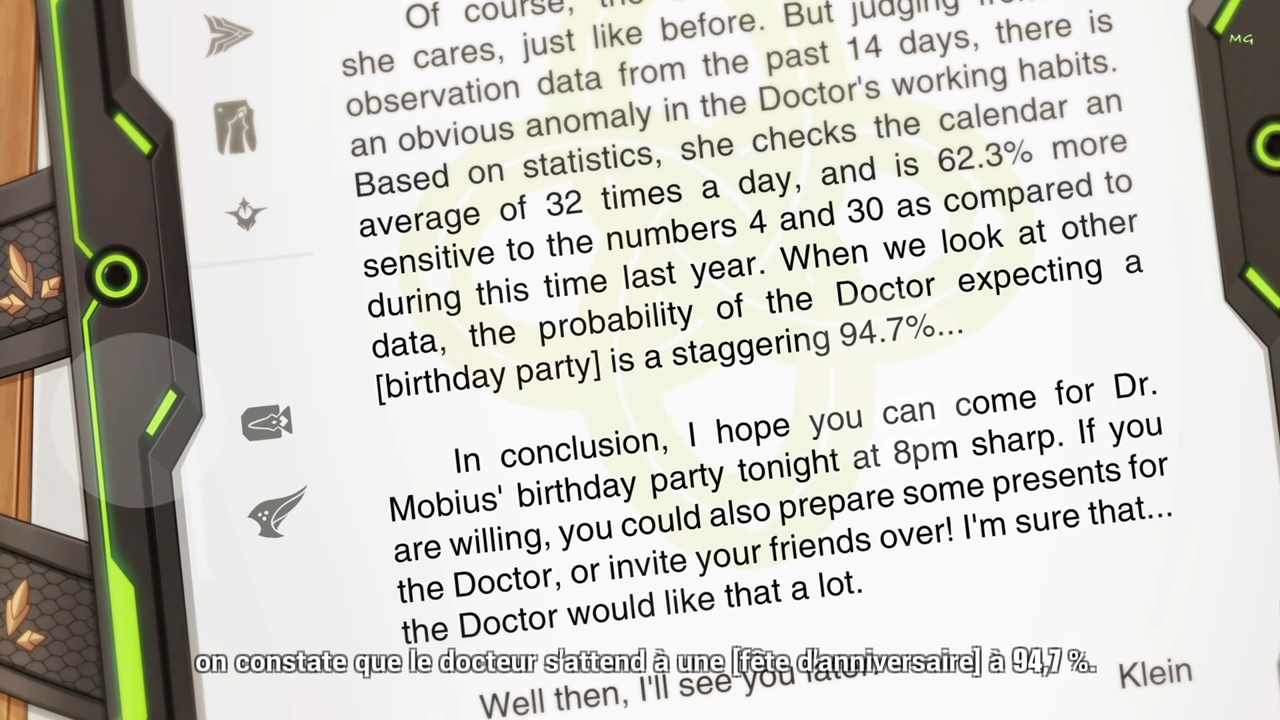 Of course, the
she cares, just like before. But judging
observation data from the past 14 days, there is
an obvious anomaly in the Doctor's working habits.
Based on statistics, she checks the calendar an
average of 32 times a day, and is 62.3% more
sensitive to the numbers 4 and 30 as compared to
during this time last year. When we look at other
data, the probability of the Doctor expecting a
[birthday party] is a staggering 94.7%...
In conclusion, I hope you can come for Dr.
Mobius' birthday party tonight at 8pm sharp. If you
are willing, you could also prepare some presents for
the Doctor, or invite your friends over! I'm sure that...
the Doctor would like that a lot.
on constate que le docteur s'attend à une [fête d'anniversaire] à 94,7 %.
Well then, I'll see you later.
Klein
MG